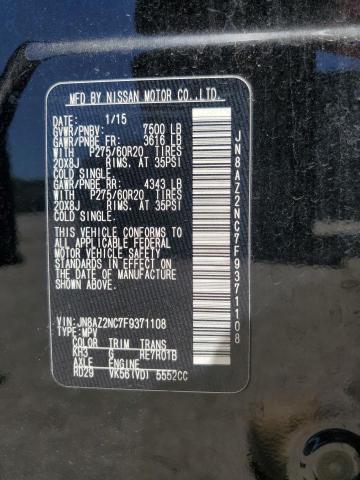 MFD BY NISSAN MOTOR CO.,LTD.
DATE: 1/15
GVWR/PNBV: 7500 LB
GAWR/PNBE FR: 3616 LB
WITH P275/60R20 TIRES
20X8J RIMS, AT 35PSI
COLD SINGLE.
GAWR/PNBE RR: 4343 LB
WITH P275/60R20 TIRES
20X8J RIMS, AT 35PSI
COLD SINGLE.
THIS VEHICLE CONFORMS TO
ALL APPLICABLE FEDERAL
MOTOR VEHICLE SAFETY
STANDARDS IN EFFECT ON
THE DATE OF MANUFACTURE
SHOWN ABOVE.
VIN: JN8AZ2NC7F9371108
TYPE: MPV
COLOR TRIM TRANS
KH3 G RE7R01B
AXLE ENGINE
RD29 VK56(VD) 5552CC
JN8AZ2NC7F9371108